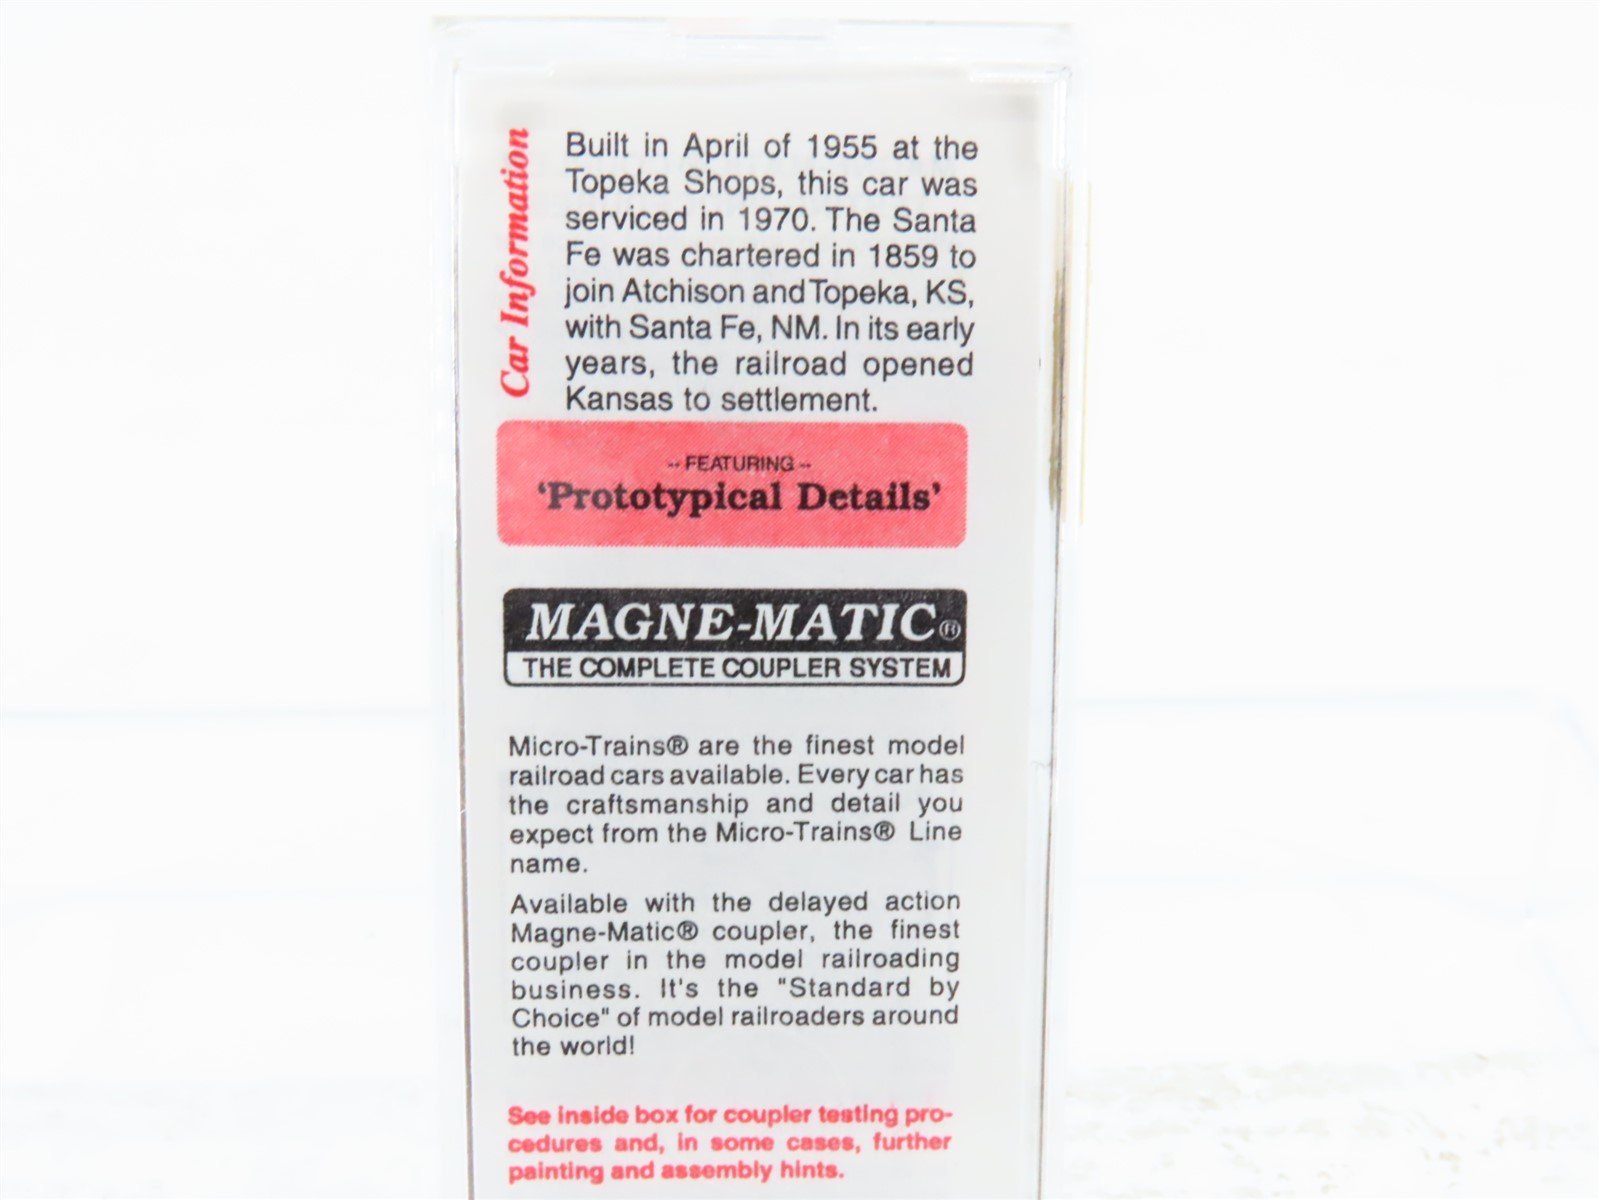 Car Information
Built in April of 1955 at the
Topeka Shops, this car was
serviced in 1970. The Santa
Fe was chartered in 1859 to
join Atchison and Topeka, KS,
with Santa Fe, NM. In its early
years, the railroad opened
Kansas to settlement.
-- FEATURING --
'Prototypical Details'
MAGNE-MATIC®
THE COMPLETE COUPLER SYSTEM
Micro-Trains® are the finest model
railroad cars available. Every car has
the craftsmanship and detail you
expect from the Micro-Trains® Line
name.
Available with the delayed action
Magne-Matic® coupler, the finest
coupler in the model railroading
business. It's the "Standard by
Choice" of model railroaders around
the world!
See inside box for coupler testing pro-
cedures and, in some cases, further
painting and assembly hints.